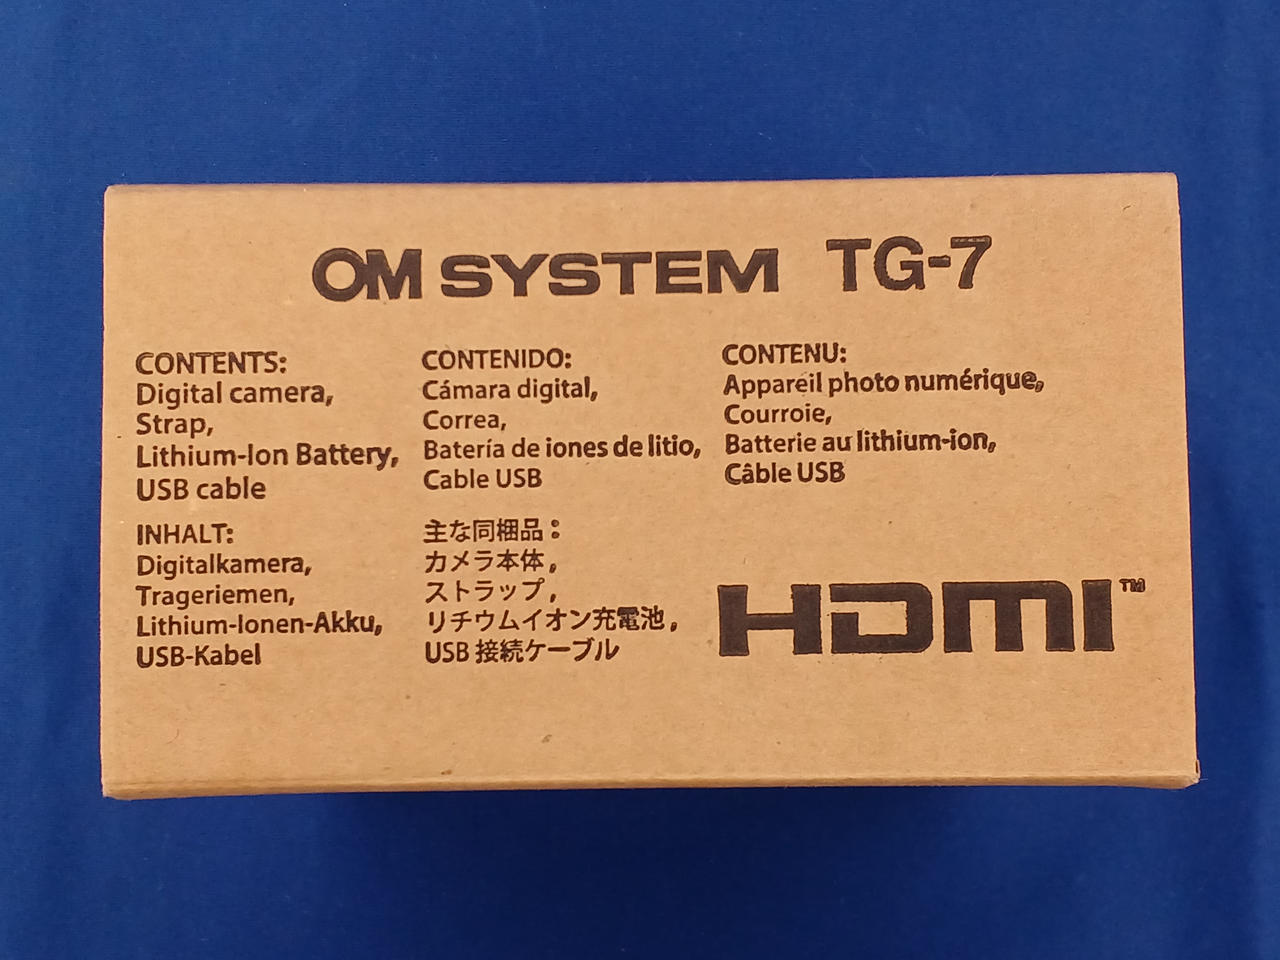 OM SYSTEM TG-7
CONTENTS:
Digital camera,
Strap,
Lithium-Ion Battery,
USB cable
CONTENIDO:
Cámara digital,
Correa,
Batería de iones de litio,
Cable USB
CONTENU:
Appareil photo numérique,
Courroie,
Batterie au lithium-ion,
Câble USB
INHALT:
Digitalkamera,
Trageriemen,
Lithium-Ionen-Akku,
USB-Kabel
主な同梱品：
カメラ本体，
ストラップ，
リチウムイオン充電池，
USB 接続ケーブル
HDMI™